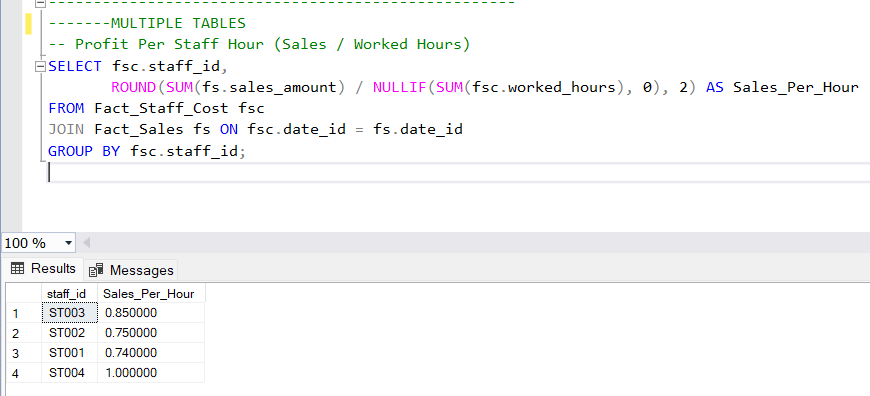 -------MULTIPLE TABLES
-- Profit Per Staff Hour (Sales / Worked Hours)
SELECT fsc.staff_id,
ROUND(SUM(fs.sales_amount) / NULLIF(SUM(fsc.worked_hours), 0), 2) AS Sales_Per_Hour
FROM Fact_Staff_Cost fsc
JOIN Fact_Sales fs ON fsc.date_id = fs.date_id
GROUP BY fsc.staff_id;
100 %
Results Messages
staff_id Sales_Per_Hour
1 ST003 0.850000
2 ST002 0.750000
3 ST001 0.740000
4 ST004 1.000000